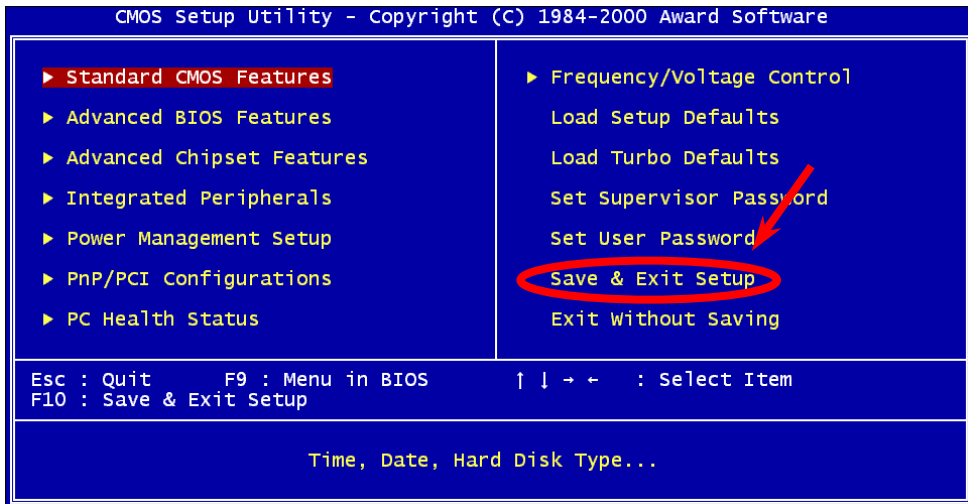 CMOS Setup Utility - Copyright (C) 1984-2000 Award Software
▶ Standard CMOS Features
▶ Advanced BIOS Features
▶ Advanced Chipset Features
▶ Integrated Peripherals
▶ Power Management Setup
▶ PnP/PCI Configurations
▶ PC Health Status
▶ Frequency/Voltage Control
Load Setup Defaults
Load Turbo Defaults
Set Supervisor Password
Set User Password
Save & Exit Setup
Exit Without Saving
Esc : Quit F9 : Menu in BIOS ↑ ↓ → ← : Select Item
F10 : Save & Exit Setup
Time, Date, Hard Disk Type...